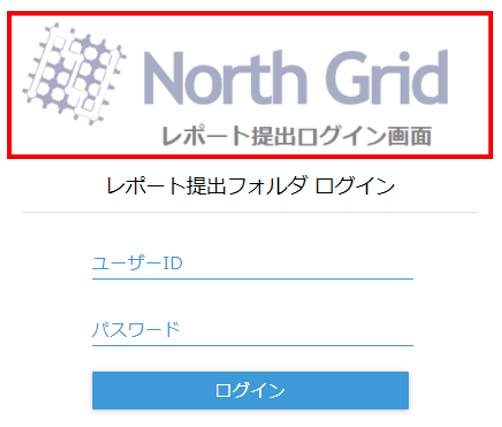 North Grid
レポート提出ログイン画面
レポート提出フォルダ ログイン
ユーザーID
パスワード
ログイン